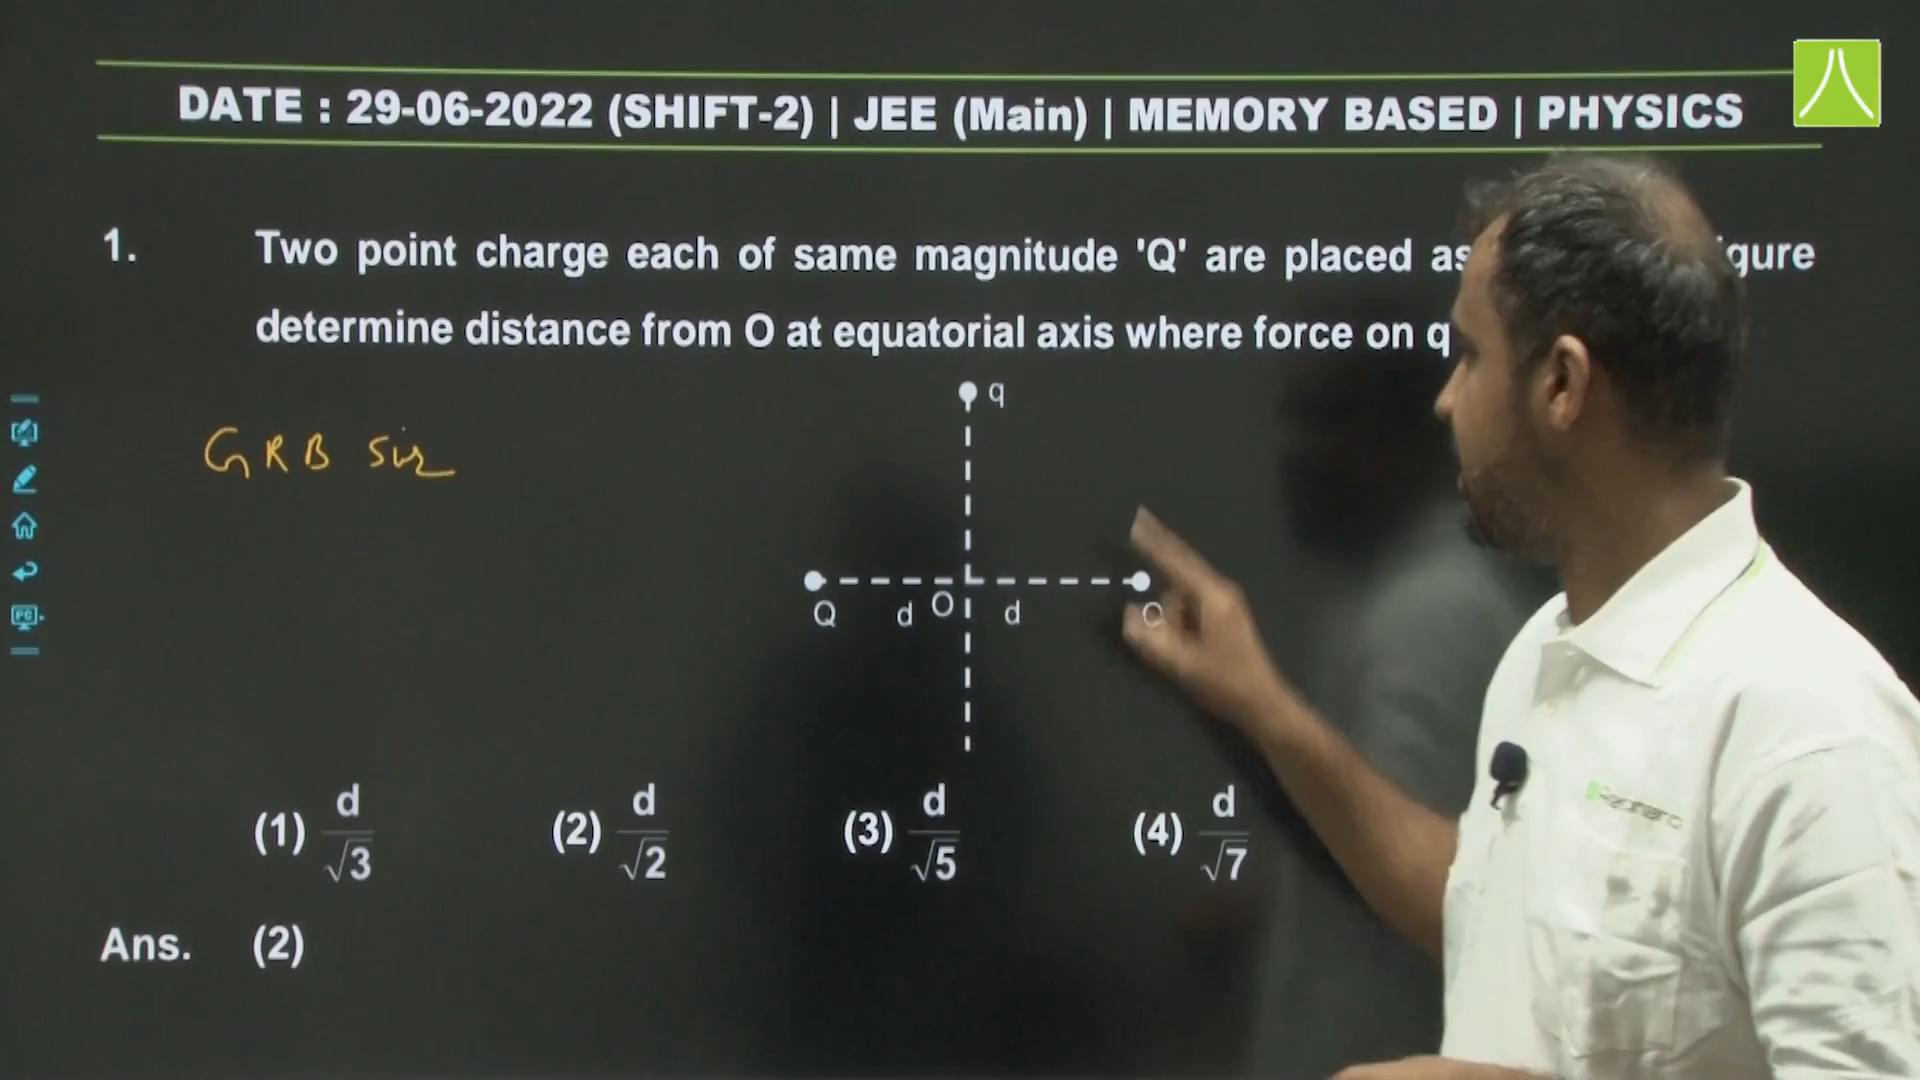 DATE : 29-06-2022 (SHIFT-2) | JEE (Main) | MEMORY BASED | PHYSICS
1. Two point charge each of same magnitude 'Q' are placed as
determine distance from O at equatorial axis where force on q
q
GRB Sir
Q d O d
(1) d/√3 (2) d/√2 (3) d/√5 (4) d/√7
Ans. (2)